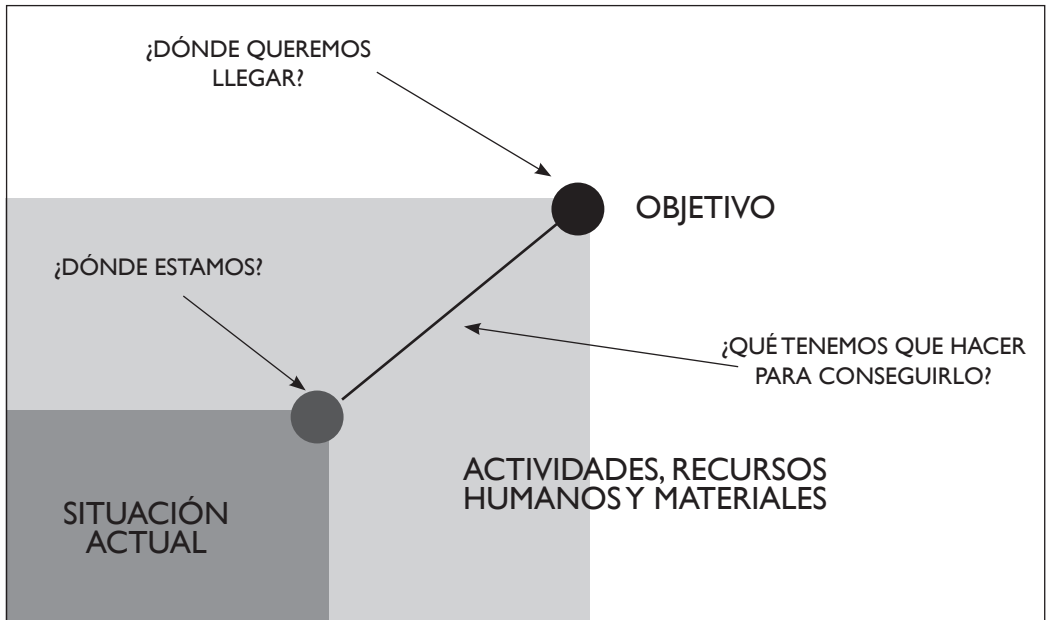 ¿DÓNDE QUEREMOS
LLEGAR?
OBJETIVO
¿DÓNDE ESTAMOS?
¿QUÉ TENEMOS QUE HACER
PARA CONSEGUIRLO?
ACTIVIDADES, RECURSOS
HUMANOS Y MATERIALES
SITUACIÓN
ACTUAL